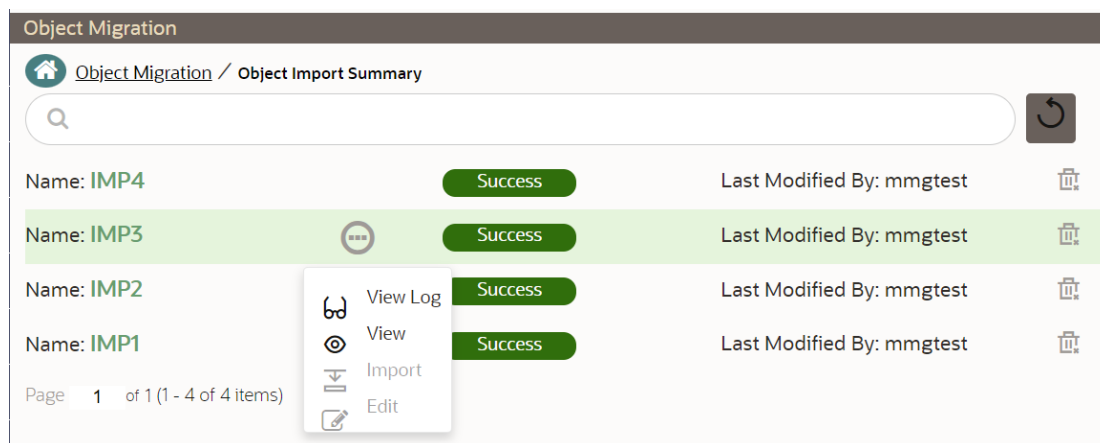 Object Migration
Object Migration / Object Import Summary
Name: IMP4 Success Last Modified By: mmgtest
Name: IMP3 Success Last Modified By: mmgtest
Name: IMP2 Success Last Modified By: mmgtest
Name: IMP1 Success Last Modified By: mmgtest
View Log
View
Import
Edit
Page 1 of 1 (1 - 4 of 4 items)